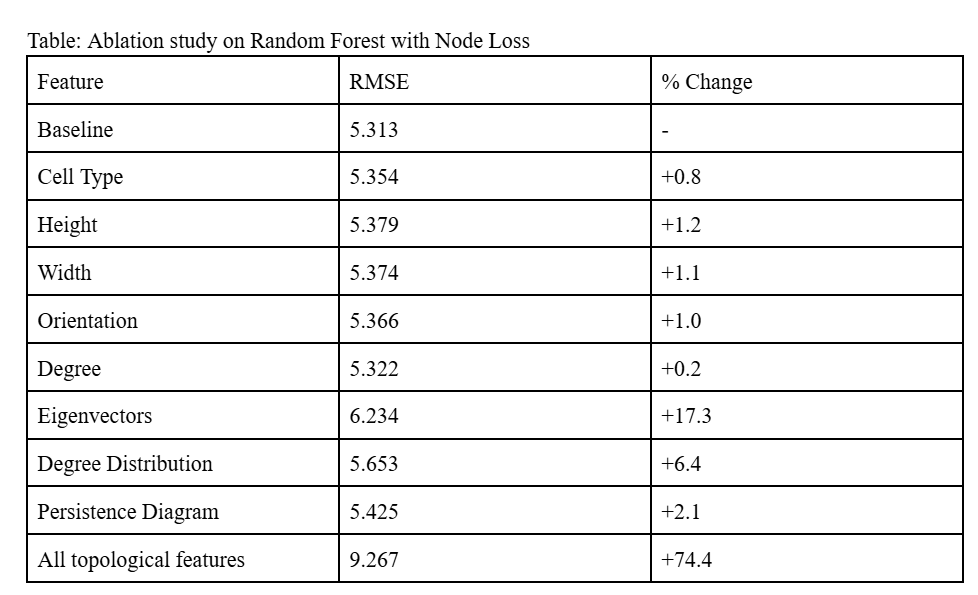 Table: Ablation study on Random Forest with Node Loss
Feature RMSE % Change
Baseline 5.313 -
Cell Type 5.354 +0.8
Height 5.379 +1.2
Width 5.374 +1.1
Orientation 5.366 +1.0
Degree 5.322 +0.2
Eigenvectors 6.234 +17.3
Degree Distribution 5.653 +6.4
Persistence Diagram 5.425 +2.1
All topological features 9.267 +74.4